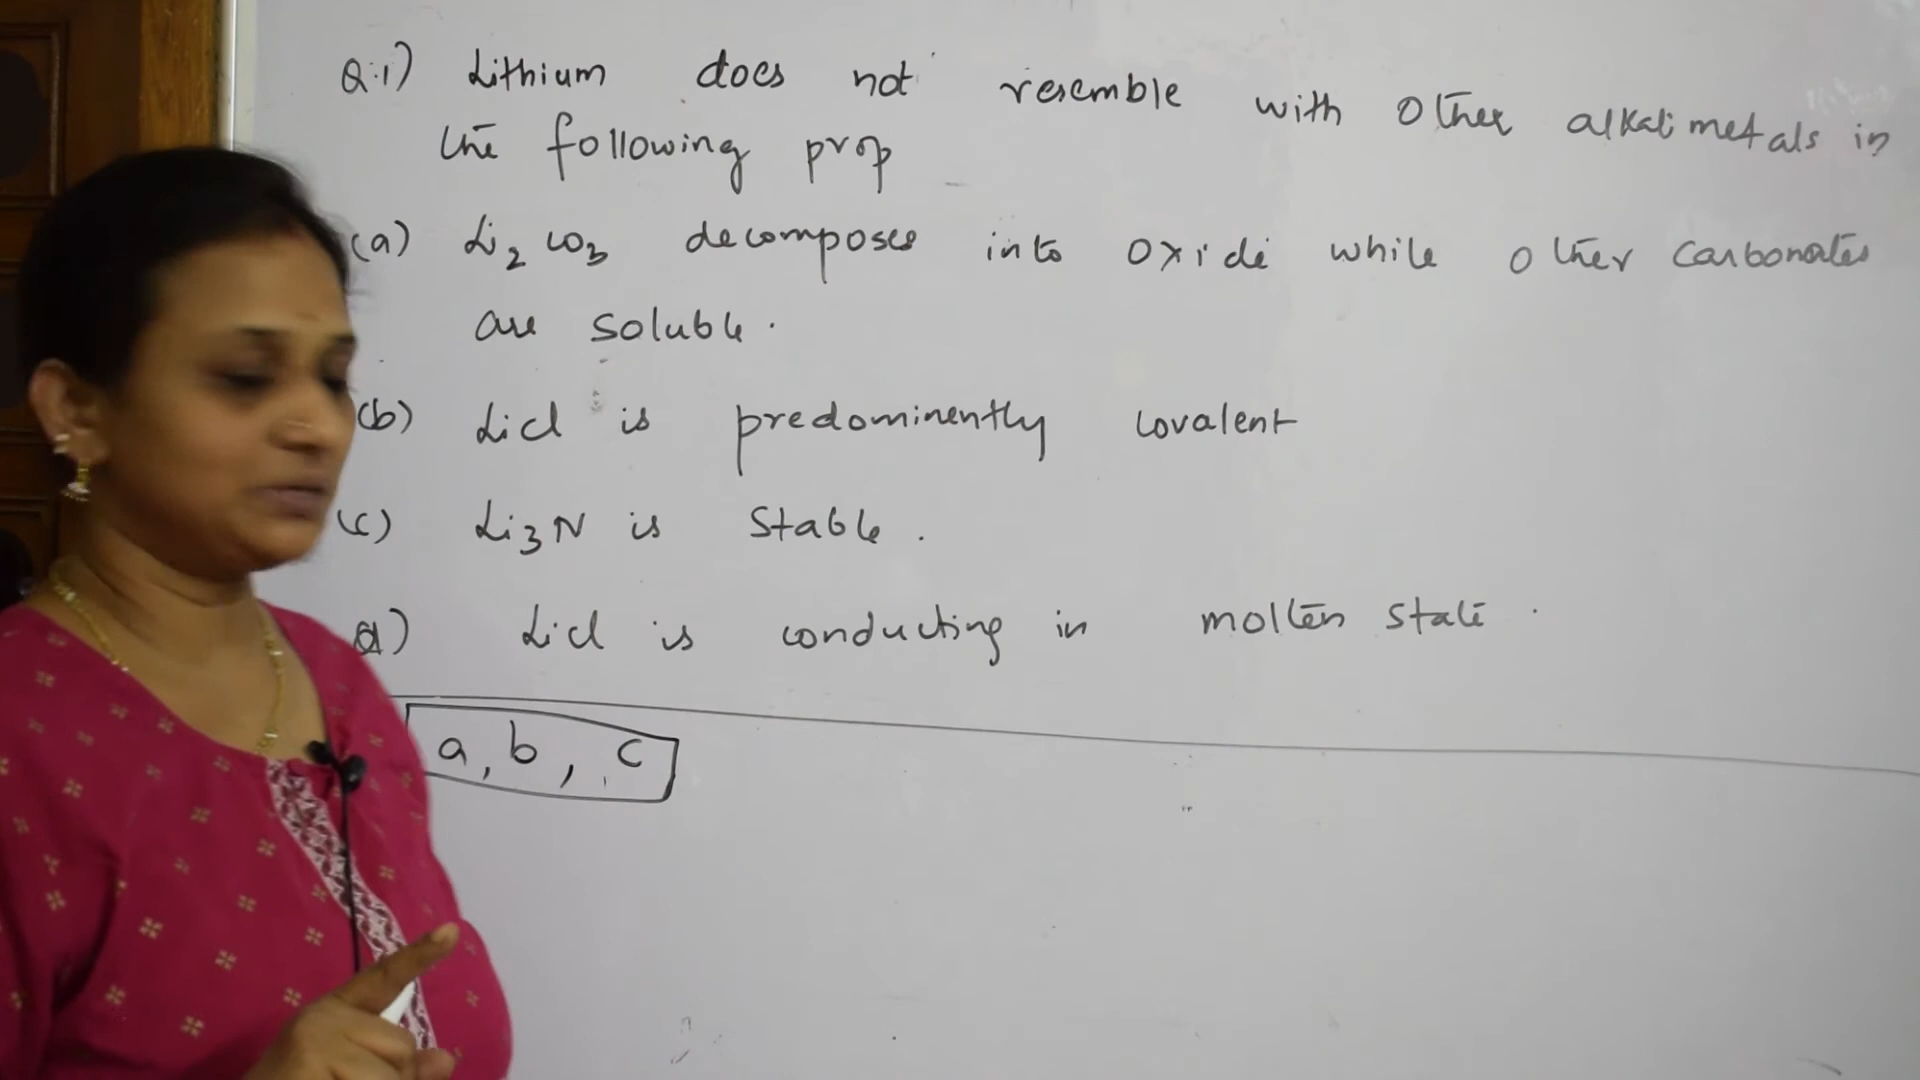 Q.1) Lithium does not resemble with other alkali metals in
the following prop
(a) Li2CO3 decomposes into oxide while other carbonates
are soluble.
(b) LiCl is predominently covalent
(c) Li3N is stable.
d) LiCl is conducting in molten state.
a, b, c